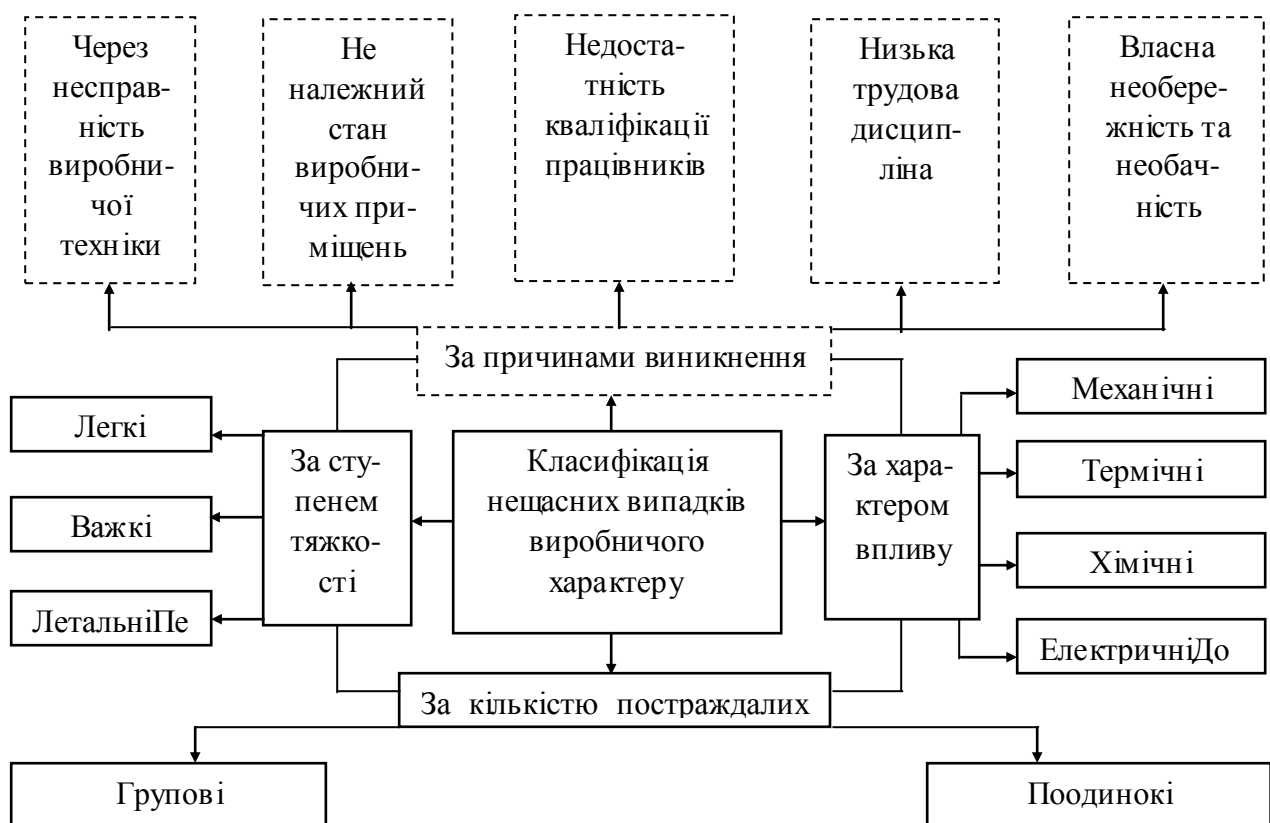 Через
несправ-
ність
виробни-
чої
техніки
Не
належний
стан
виробни-
чих при-
міщень
Недоста-
тність
кваліфікації
працівників
Низька
трудова
дисцип-
ліна
Власна
необере-
жність та
необач-
ність
За причинами виникнення
Легкі
Важкі
ЛетальніПе
За сту-
пенем
тяжко-
сті
Класифікація
нещасних випадків
виробничого
характеру
За хара-
ктером
впливу
Механічні
Термічні
Хімічні
ЕлектричніДо
За кількістю постраждалих
Групові
Поодинокі